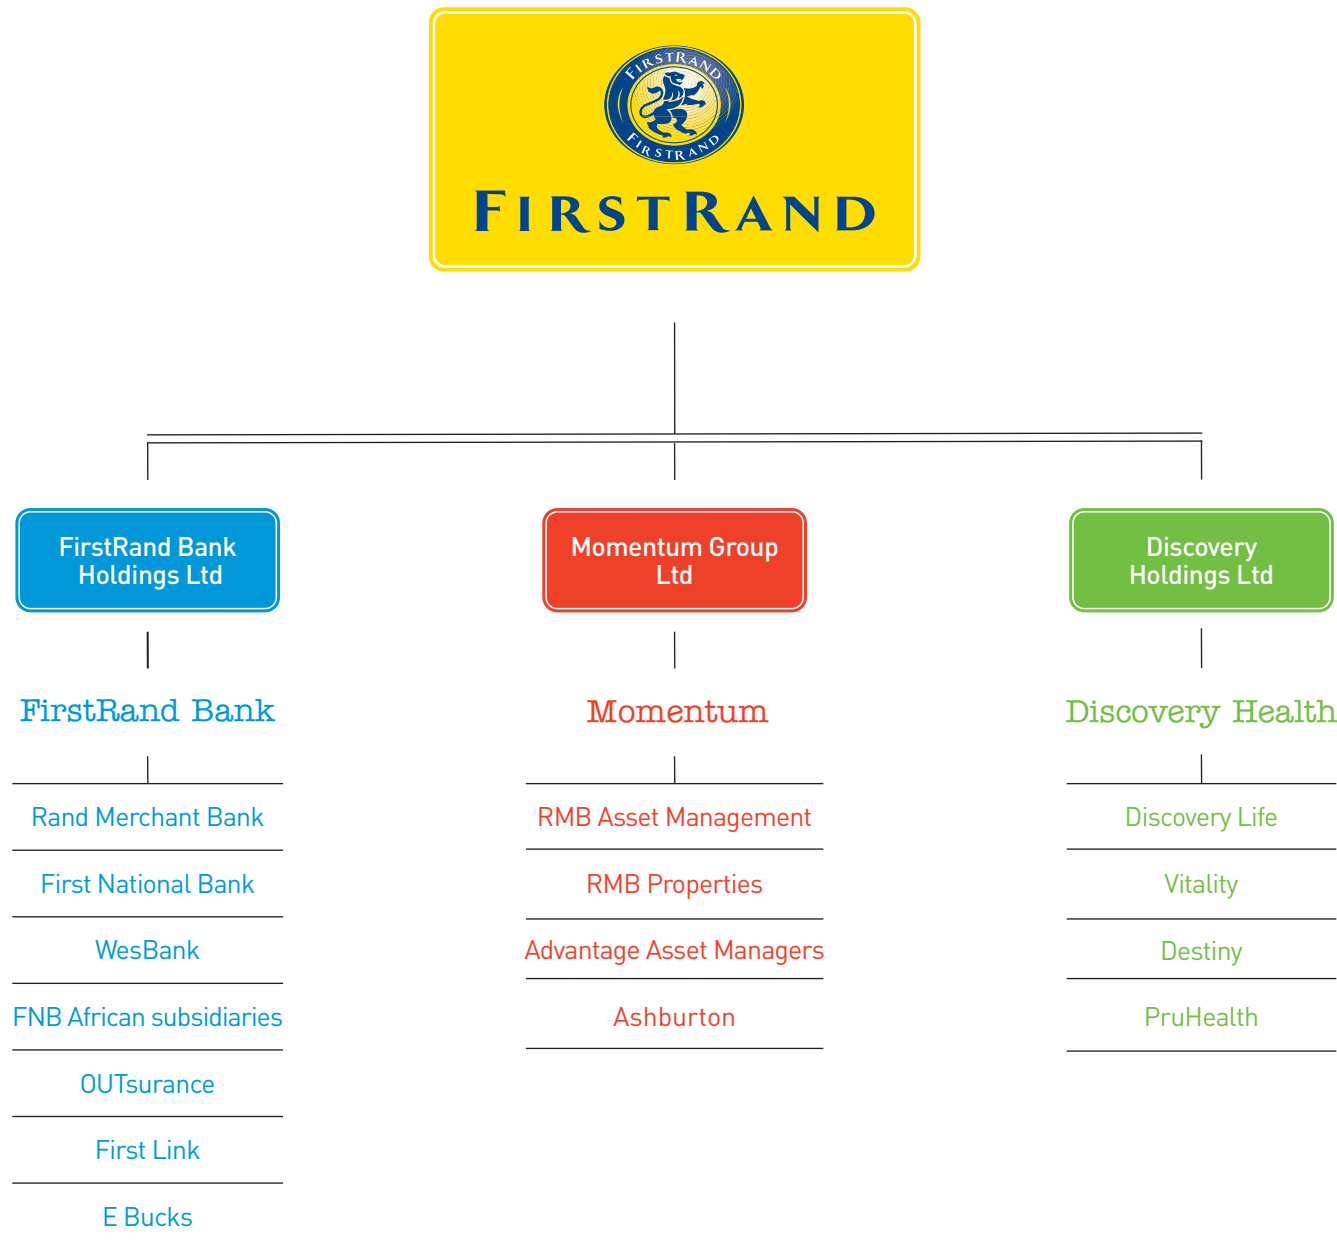 FIRSTRAND
FIRSTRAND
FIRSTRAND
FirstRand Bank
Holdings Ltd
Momentum Group
Ltd
Discovery
Holdings Ltd
FirstRand Bank
Momentum
Discovery Health
Rand Merchant Bank
RMB Asset Management
Discovery Life
First National Bank
RMB Properties
Vitality
WesBank
Advantage Asset Managers
Destiny
FNB African subsidiaries
Ashburton
PruHealth
OUTsurance
First Link
E Bucks